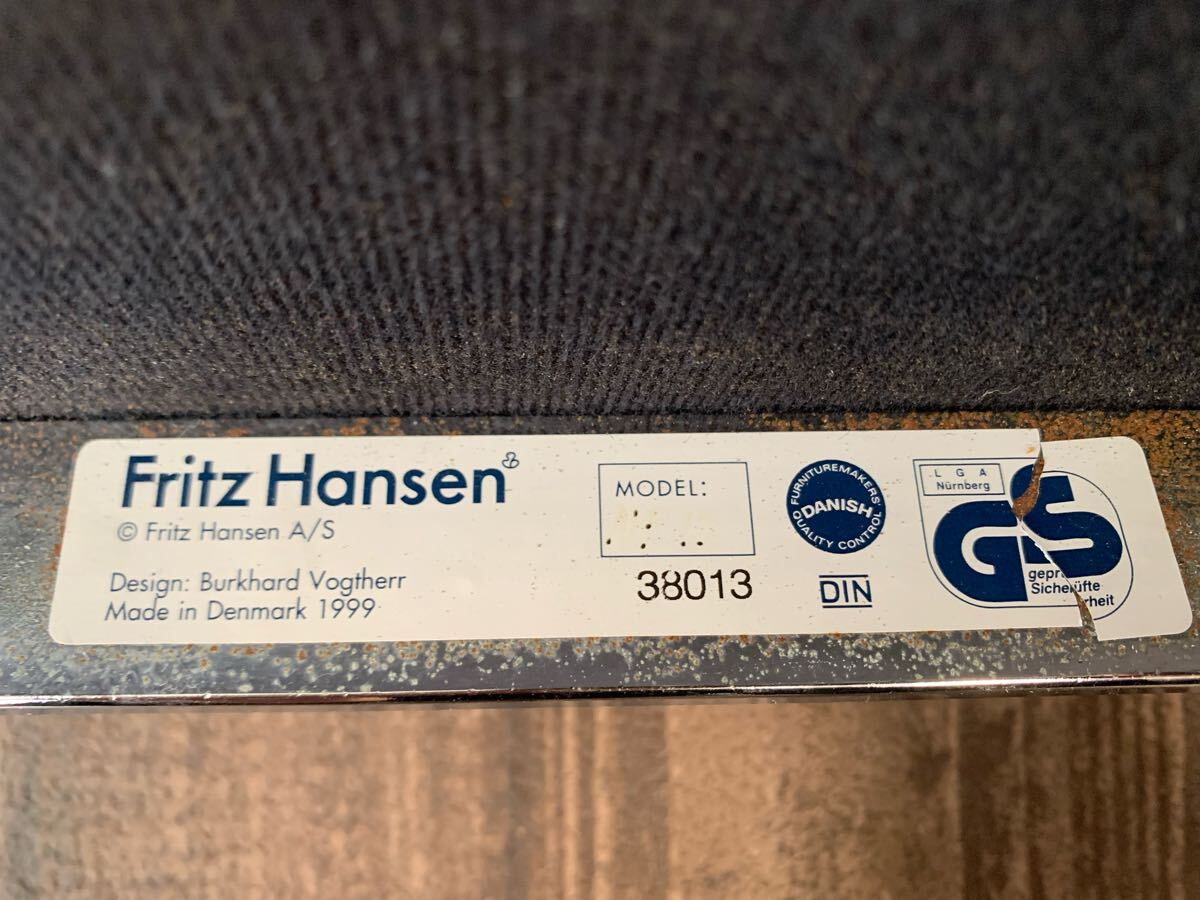 Fritz Hansen
© Fritz Hansen A/S
Design: Burkhard Vogtherr
Made in Denmark 1999
MODEL:
38013
FURNITUREMAKERS'
DANISH
QUALITY CONTROL
DIN
LGA
Nürnberg
GS
geprüfte
Sicherheit